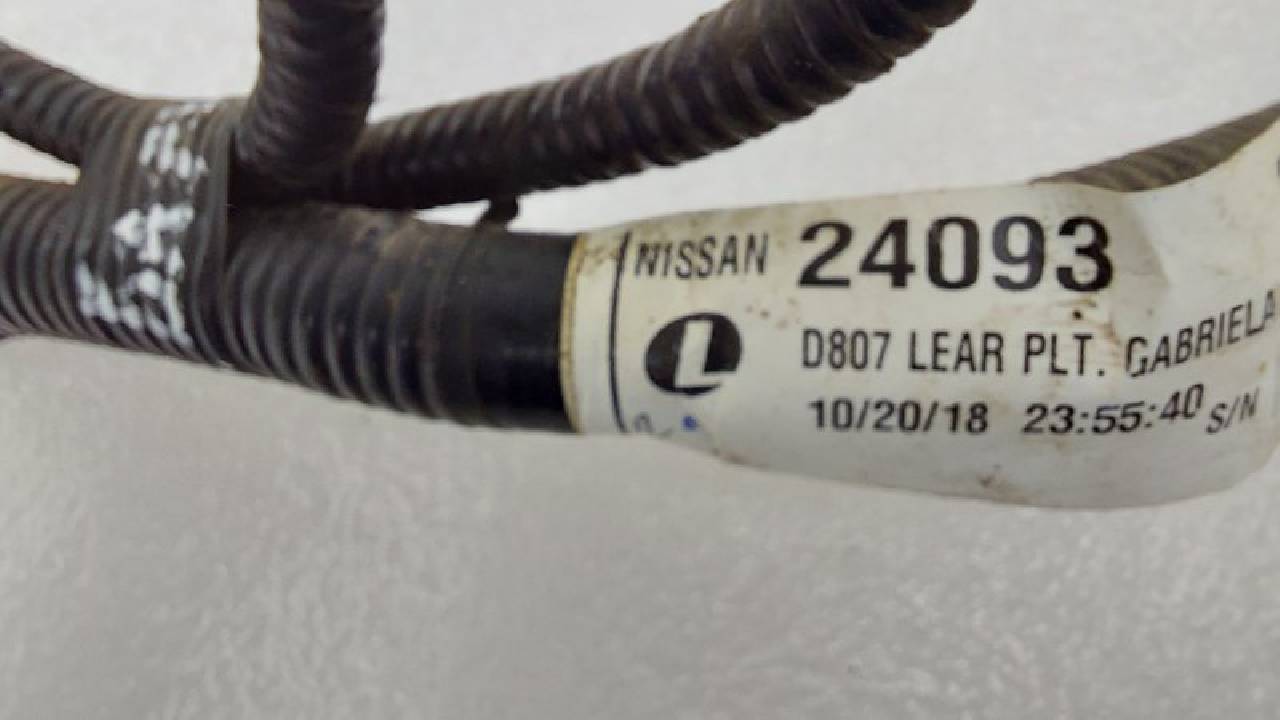 NISSAN 24093
L
D807 LEAR PLT. GABRIELA
10/20/18 23:55:40 S/N